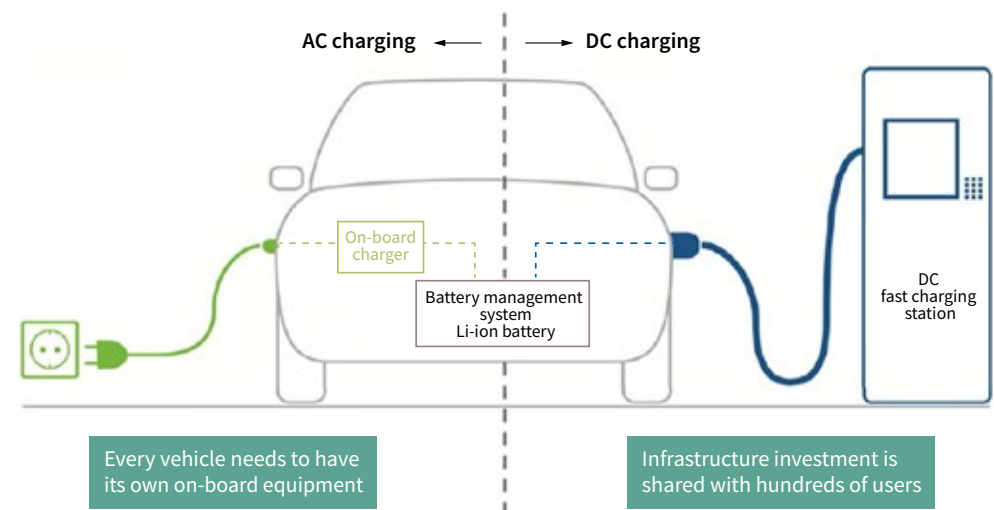 AC charging
DC charging
On-board
charger
Battery management
system
Li-ion battery
DC
fast charging
station
Every vehicle needs to have
its own on-board equipment
Infrastructure investment is
shared with hundreds of users